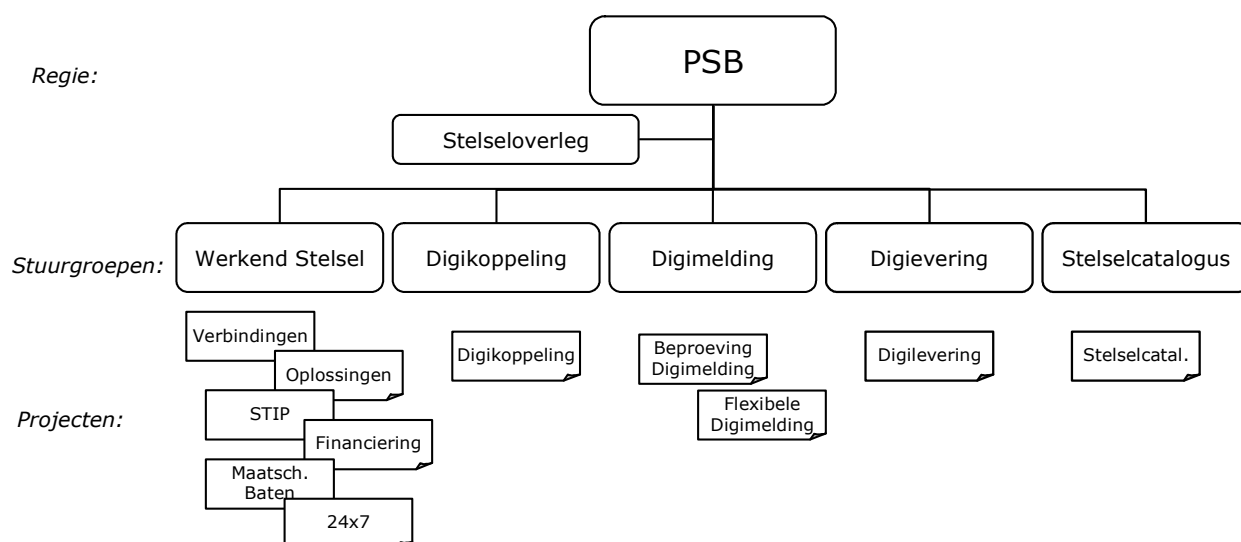 PSB
Regie:
Stelseloverleg
Stuurgroepen:
Werkend Stelsel
Digikoppeling
Digimelding
Digievering
Stelselcatalogus
Projecten:
Verbindingen
Oplossingen
STIP
Financiering
Maatsch.
Baten
24x7
Digikoppeling
Beproeving
Digimelding
Flexibele
Digimelding
Digilevering
Stelselcatal.